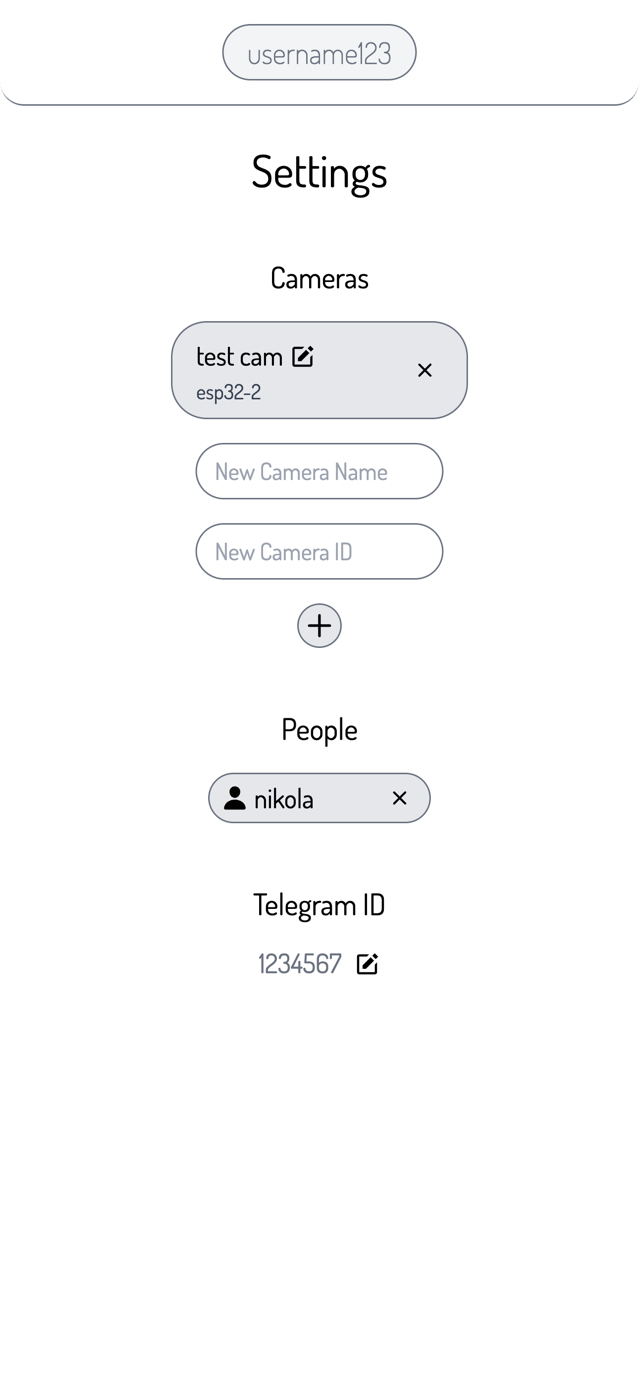 username123
Settings
Cameras
test cam
esp32-2
New Camera Name
New Camera ID
People
nikola
Telegram ID
1234567